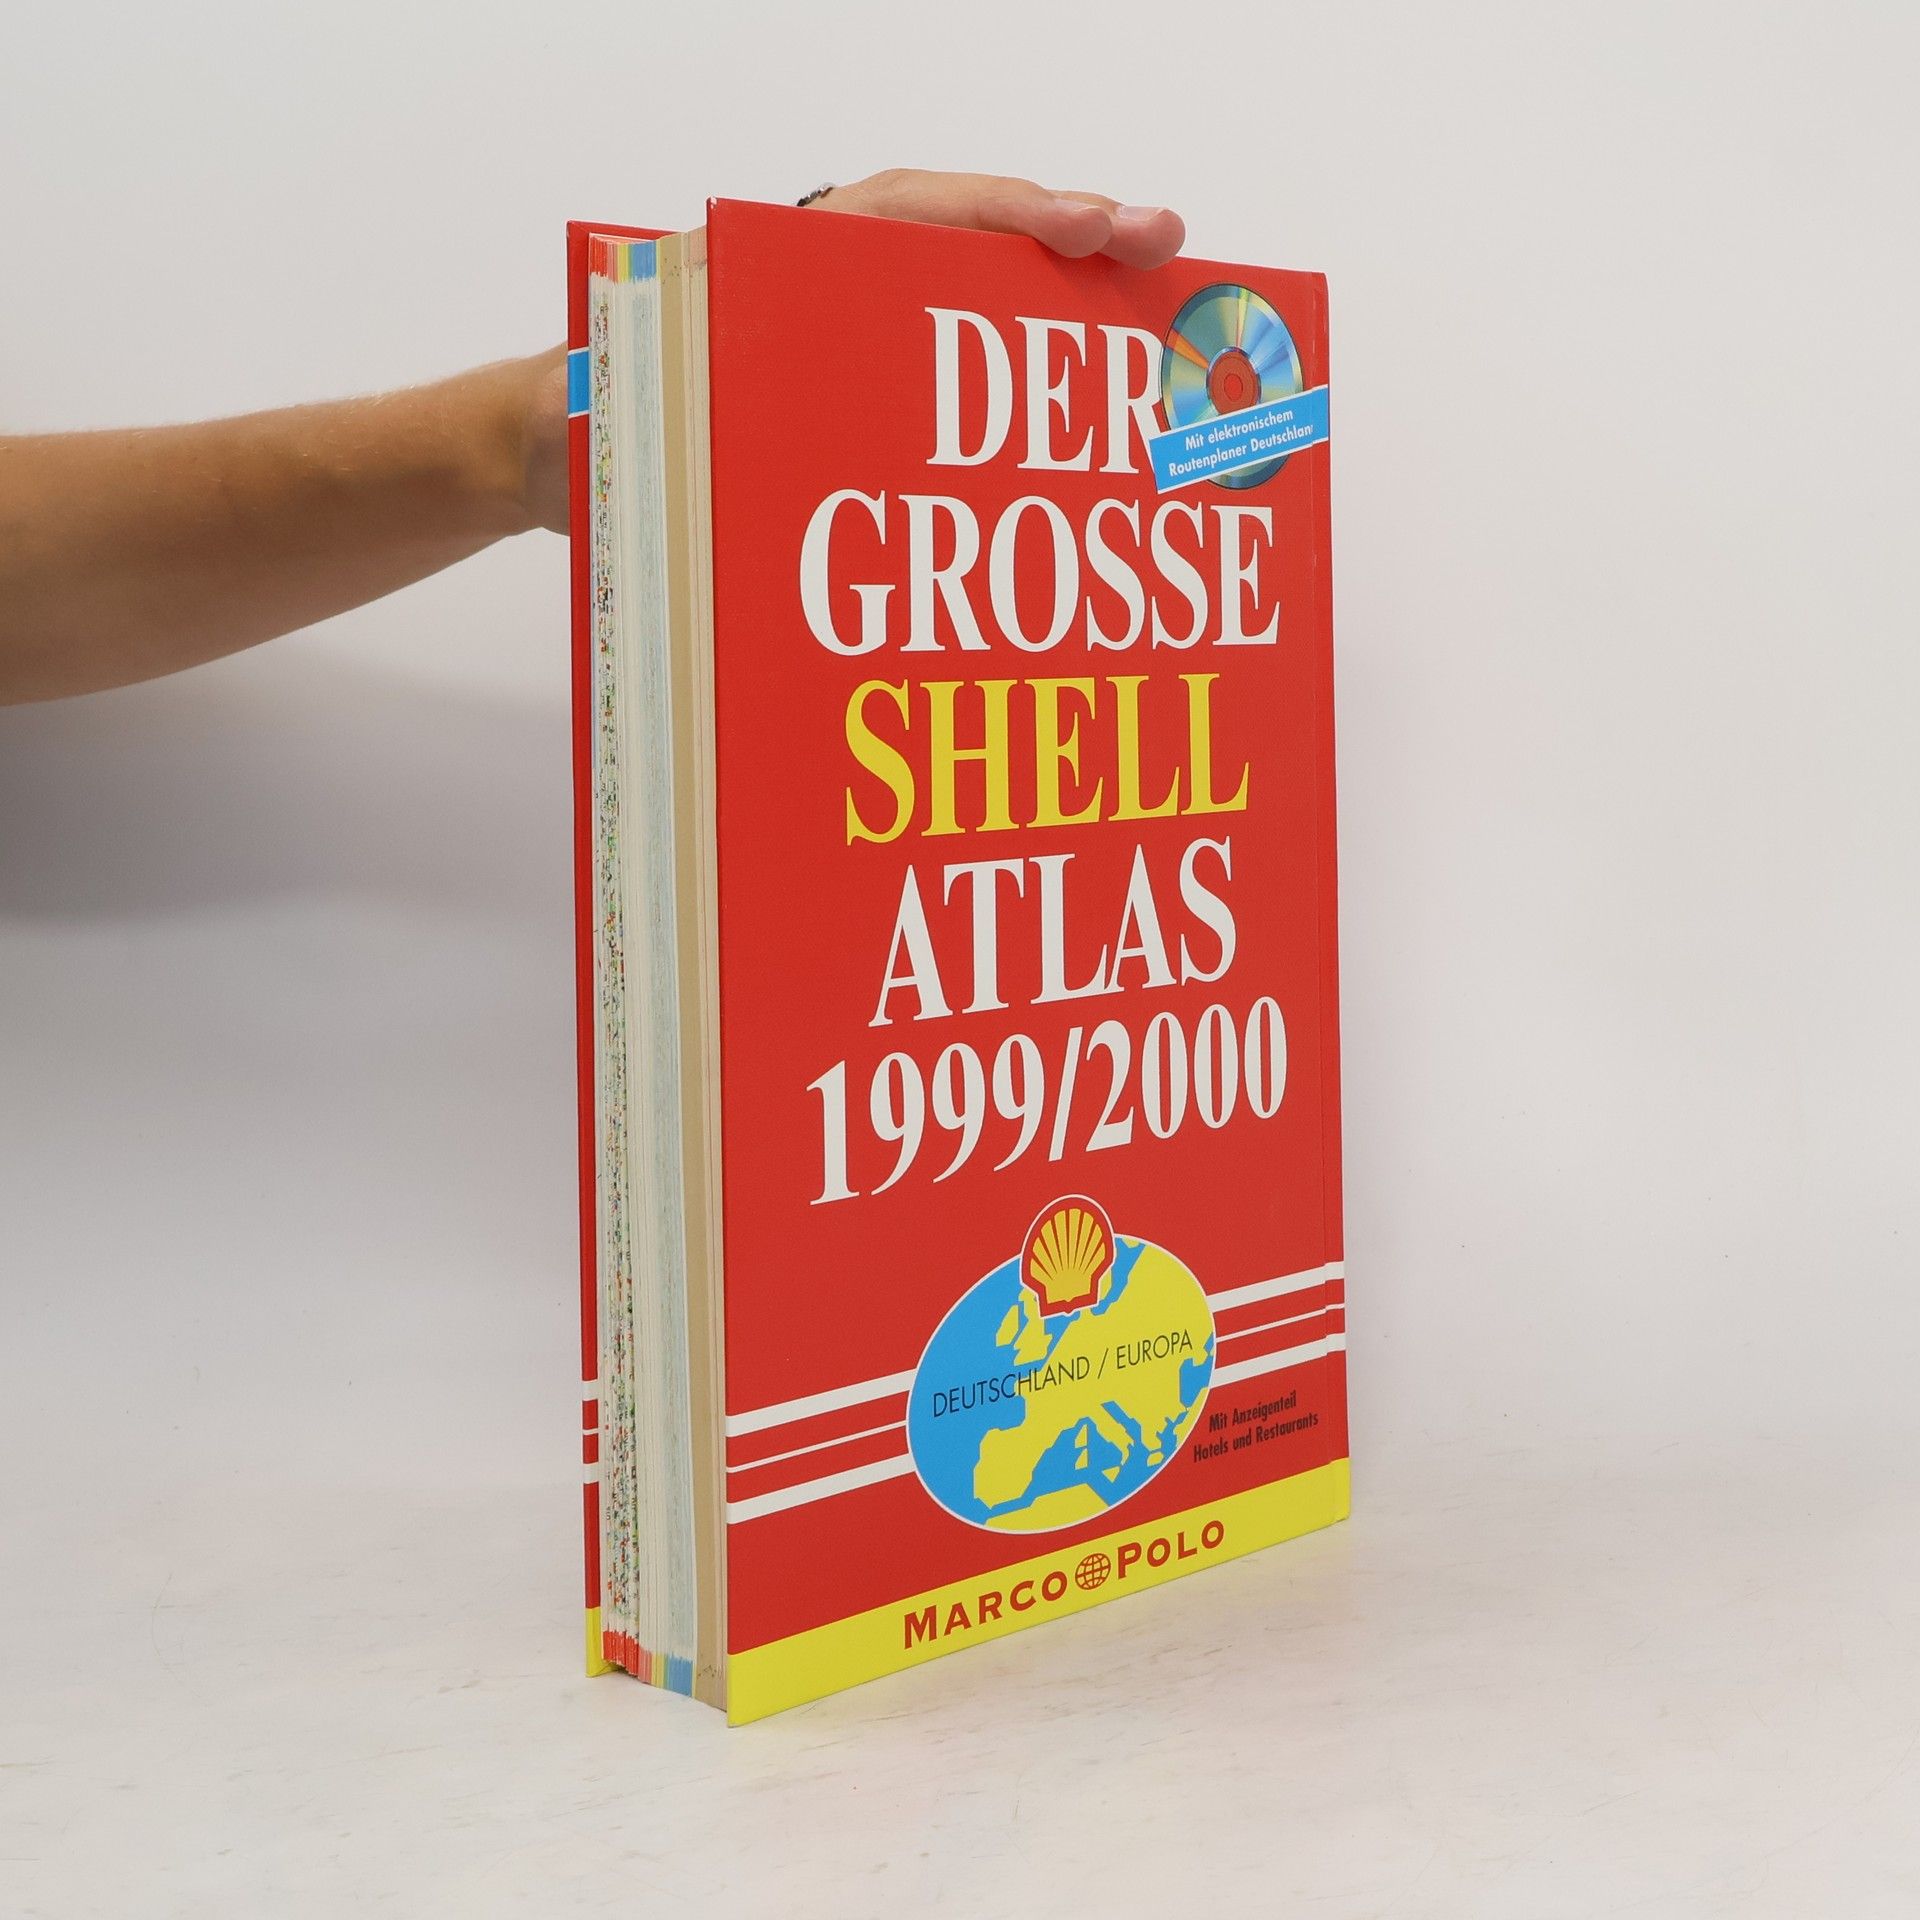 DER
GROSSE
SHELL
ATLAS
1999/2000
Mit elektronischem
Routenplaner Deutschland
DEUTSCHLAND / EUROPA
Mit Anzeigenteil
Hotels und Restaurants
MARCO POLO